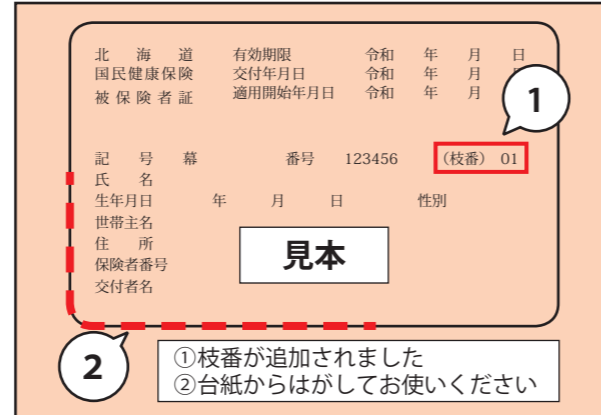 北 海 道 有効期限 令和 年 月 日
国民健康保険 交付年月日 令和 年 月
被保険者証 適用開始年月日 令和 年 月
1
記 号 幕 番号 123456 (枝番) 01
氏 名
生年月日 年 月 日 性別
世帯主名
住 所
見本
保険者番号
交付者名
2
①枝番が追加されました
②台紙からはがしてお使いください